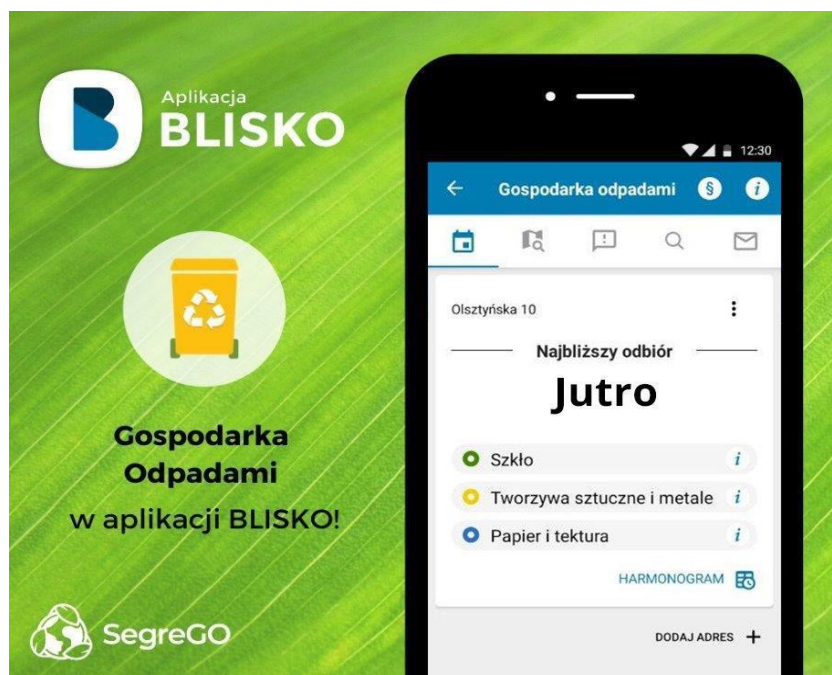 Aplikacja
BLISKO
Gospodarka
Odpadami
w aplikacji BLISKO!
SegreGO
12:30
Gospodarka odpadami § i
Olsztyńska 10
Najbliższy odbiór
Jutro
Szkło i
Tworzywa sztuczne i metale i
Papier i tektura i
HARMONOGRAM
DODAJ ADRES +